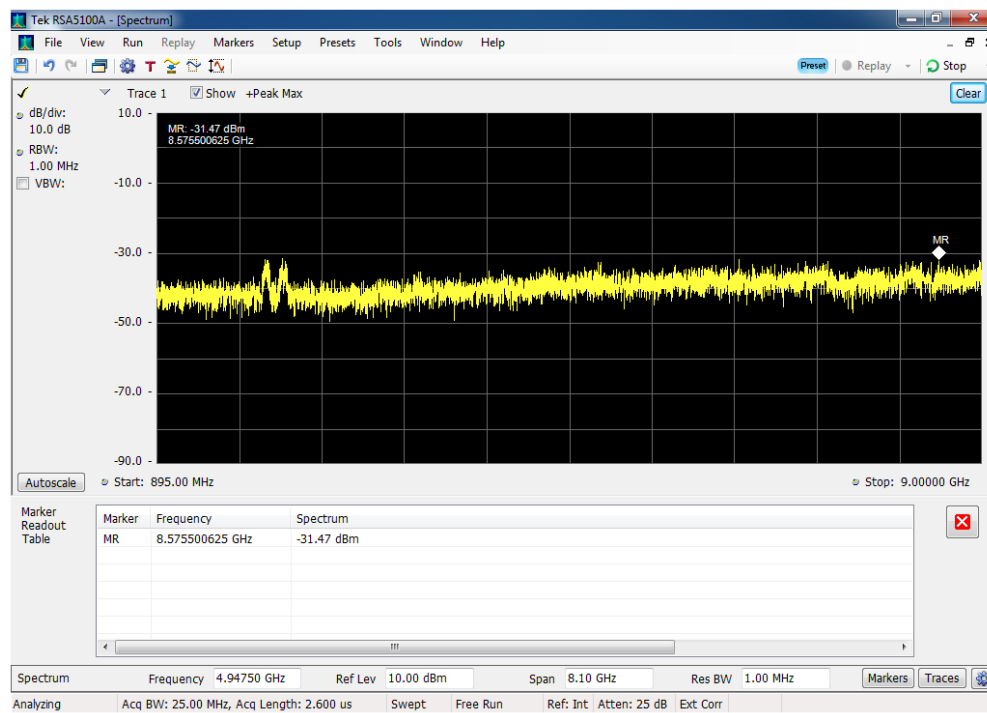 Tek RSA5100A - [Spectrum]
File View Run Replay Markers Setup Presets Tools Window Help
T Preset Replay Stop
Trace 1 Show +Peak Max Clear
dB/div:
10.0 dB
RBW:
1.00 MHz
VBW:
10.0
MR: -31.47 dBm
8.575500625 GHz
-10.0
-30.0
MR
-50.0
-70.0
-90.0
Autoscale Start: 895.00 MHz Stop: 9.00000 GHz
Marker
Readout
Table
Marker Frequency Spectrum
MR 8.575500625 GHz -31.47 dBm
Spectrum Frequency 4.94750 GHz Ref Lev 10.00 dBm Span 8.10 GHz Res BW 1.00 MHz Markers Traces
Analyzing Acq BW: 25.00 MHz, Acq Length: 2.600 us Swept Free Run Ref: Int Atten: 25 dB Ext Corr